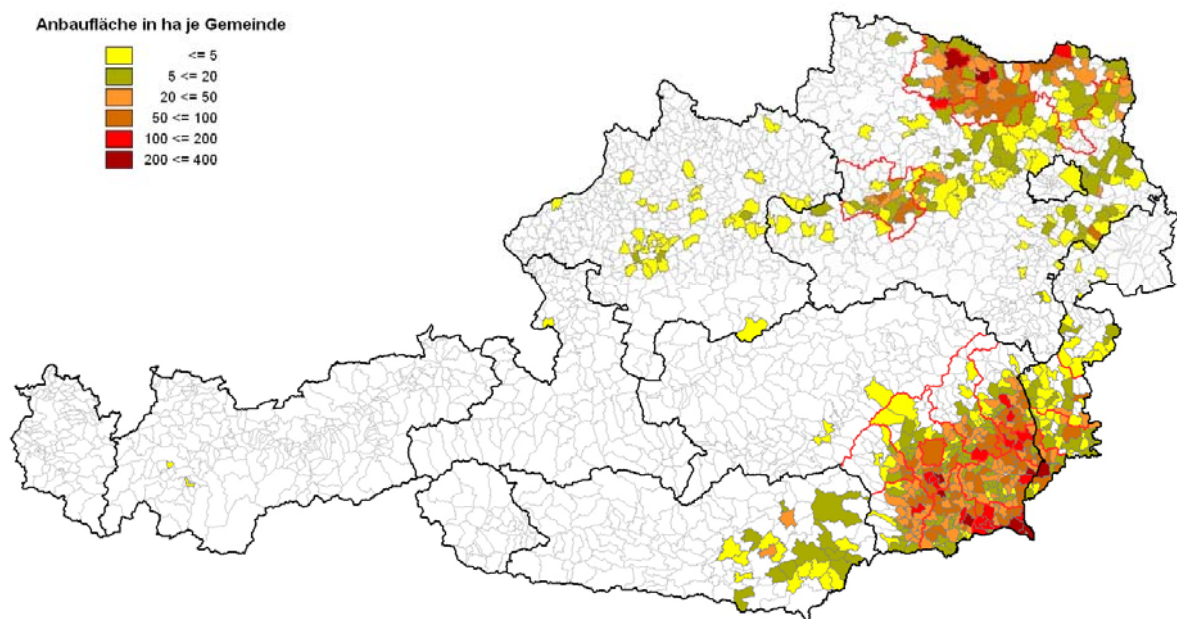 Anbaufläche in ha je Gemeinde
<= 5
5 <= 20
20 <= 50
50 <= 100
100 <= 200
200 <= 400